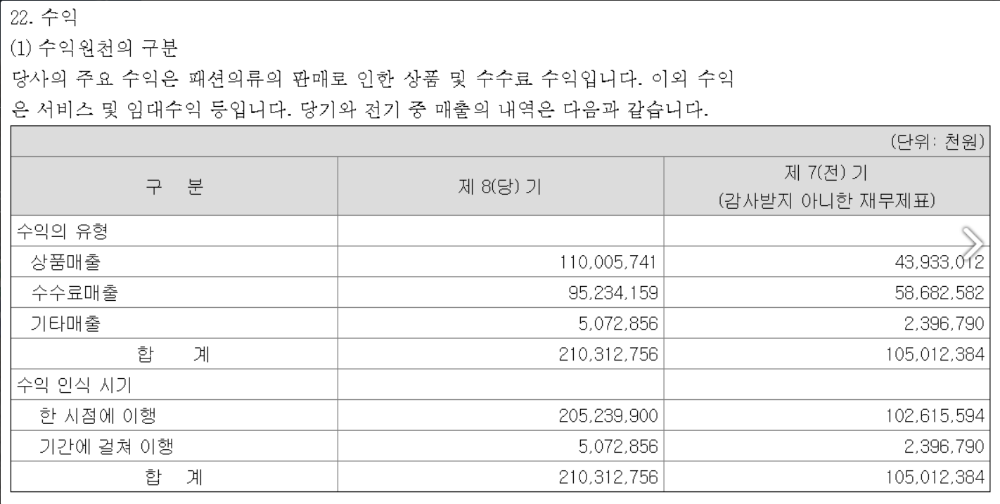 22. 수익
(1) 수익원천의 구분
당사의 주요 수익은 패션의류의 판매로 인한 상품 및 수수료 수익입니다. 이외 수익
은 서비스 및 임대수익 등입니다. 당기와 전기 중 매출의 내역은 다음과 같습니다.
(단위: 천원)
구 분 제 8(당) 기 제 7(전) 기
(감사받지 아니한 재무제표)
수익의 유형
상품매출 110,005,741 43,933,012
수수료매출 95,234,159 58,682,582
기타매출 5,072,856 2,396,790
합 계 210,312,756 105,012,384
수익 인식 시기
한 시점에 이행 205,239,900 102,615,594
기간에 걸쳐 이행 5,072,856 2,396,790
합 계 210,312,756 105,012,384